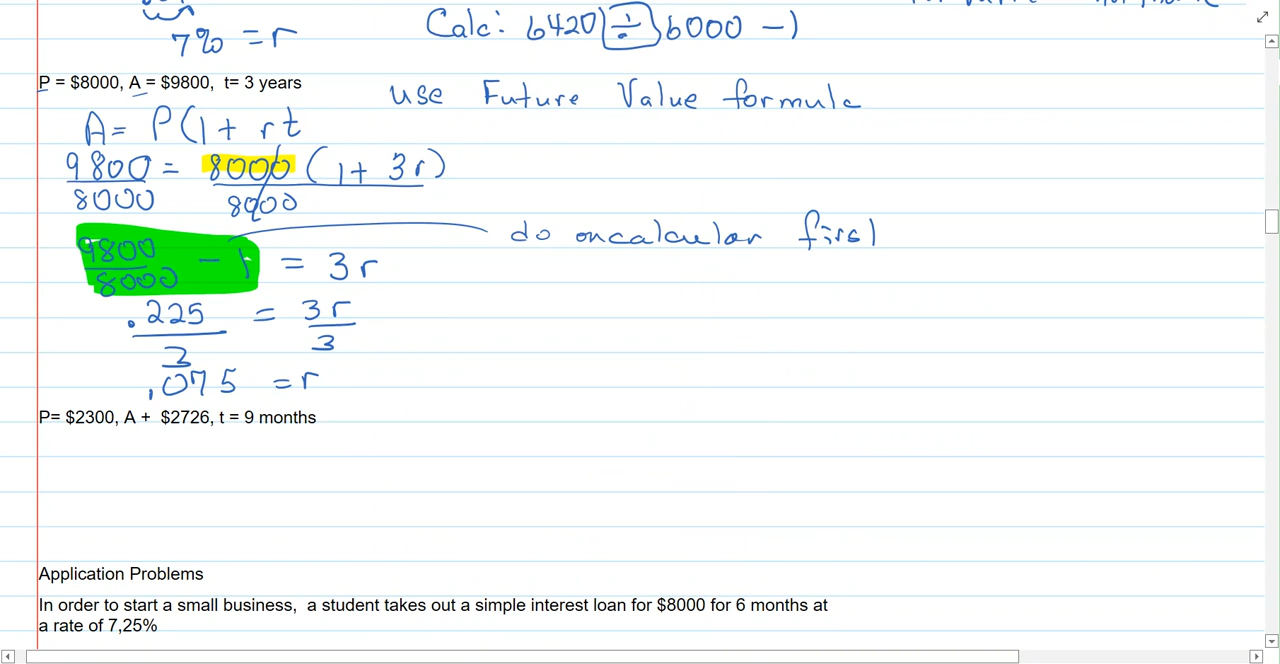 7% = r
Calc: 6420 ÷ 6000 - 1
P = $8000, A = $9800, t= 3 years
use Future Value formula
A= P(1 + rt
9800 = 8000 (1+ 3r)
8000 8000
do oncalcular first
9800
8000 - 1 = 3r
.225 = 3r
3 3
.075 = r
P= $2300, A + $2726, t = 9 months
Application Problems
In order to start a small business, a student takes out a simple interest loan for $8000 for 6 months at
a rate of 7,25%